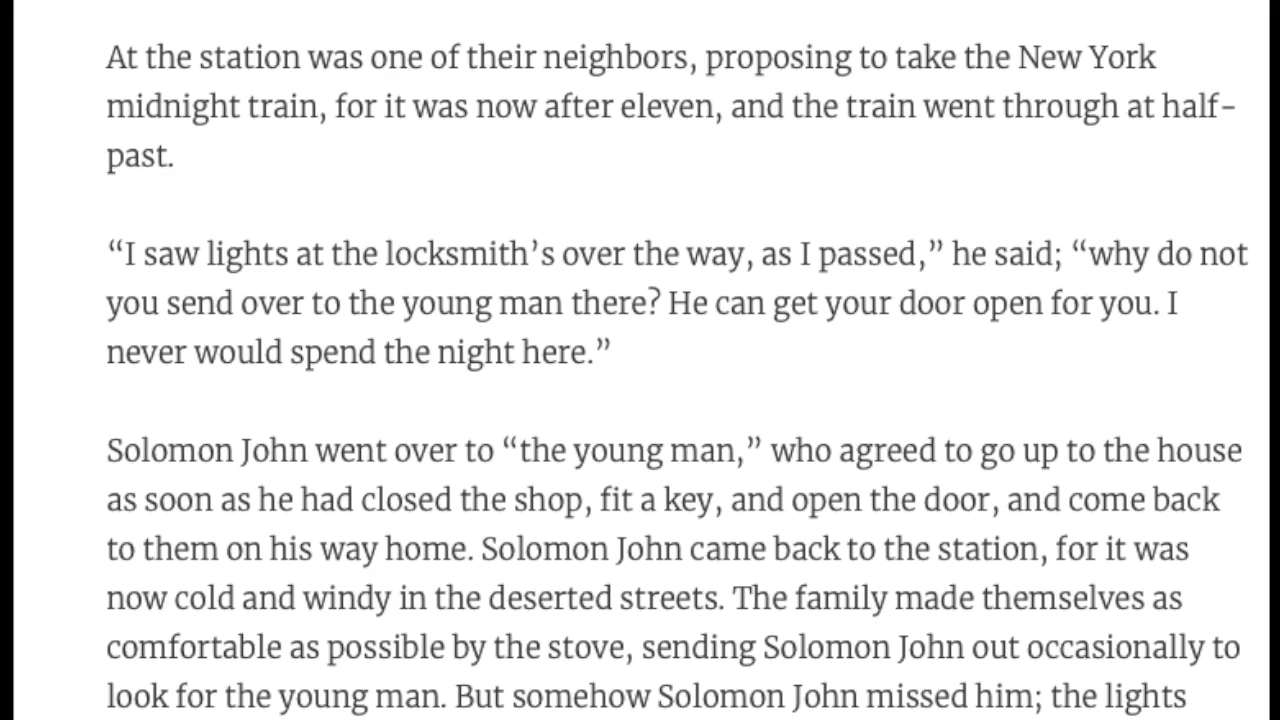 At the station was one of their neighbors, proposing to take the New York
midnight train, for it was now after eleven, and the train went through at half-
past.
“I saw lights at the locksmith’s over the way, as I passed,” he said; “why do not
you send over to the young man there? He can get your door open for you. I
never would spend the night here.”
Solomon John went over to “the young man,” who agreed to go up to the house
as soon as he had closed the shop, fit a key, and open the door, and come back
to them on his way home. Solomon John came back to the station, for it was
now cold and windy in the deserted streets. The family made themselves as
comfortable as possible by the stove, sending Solomon John out occasionally to
look for the young man. But somehow Solomon John missed him; the lights